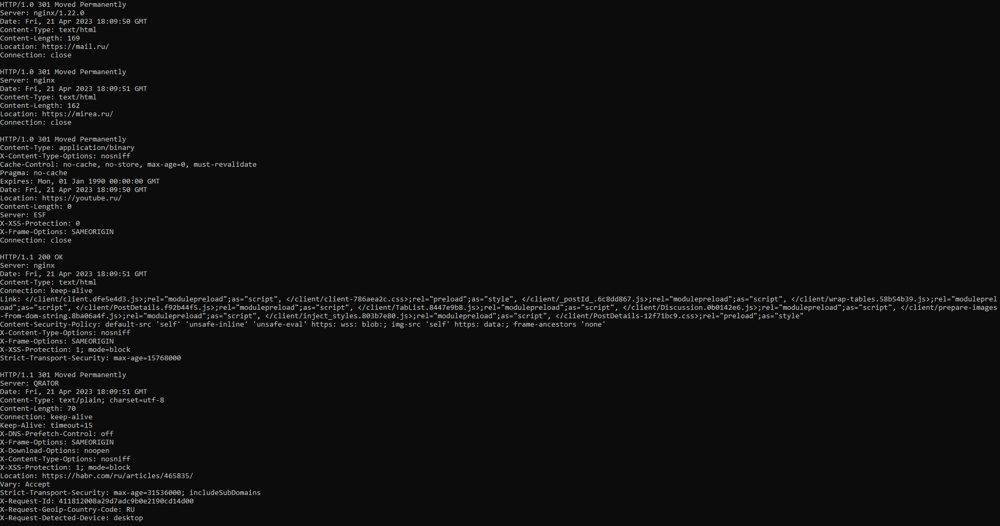 HTTP/1.0 301 Moved Permanently
Server: nginx/1.22.0
Date: Fri, 21 Apr 2023 18:09:50 GMT
Content-Type: text/html
Content-Length: 169
Location: https://mail.ru/
Connection: close

HTTP/1.0 301 Moved Permanently
Server: nginx
Date: Fri, 21 Apr 2023 18:09:51 GMT
Content-Type: text/html
Content-Length: 162
Location: https://mirea.ru/
Connection: close

HTTP/1.0 301 Moved Permanently
Content-Type: application/binary
X-Content-Type-Options: nosniff
Cache-Control: no-cache, no-store, max-age=0, must-revalidate
Pragma: no-cache
Expires: Mon, 01 Jan 1990 00:00:00 GMT
Date: Fri, 21 Apr 2023 18:09:50 GMT
Location: https://youtube.ru/
Content-Length: 0
Server: ESF
X-XSS-Protection: 0
X-Frame-Options: SAMEORIGIN
Connection: close

HTTP/1.1 200 OK
Server: nginx
Date: Fri, 21 Apr 2023 18:09:51 GMT
Content-Type: text/html
Connection: keep-alive
Link: </client/client.dfe5e4d3.js>;rel="modulepreload";as="script", </client/client-786aea2c.css>;rel="preload";as="style", </client/_postId_.6c8dd867.js>;rel="modulepreload";as="script", </client/wrap-tables.58b54b39.js>;rel="moduleprel
oad";as="script", </client/PostDetails.f92b44f5.js>;rel="modulepreload";as="script", </client/TabList.8447e9b8.js>;rel="modulepreload";as="script", </client/Discussion.0b0142e6.js>;rel="modulepreload";as="script", </client/prepare-images
-from-dom-string.8ba06a4f.js>;rel="modulepreload";as="script", </client/inject_styles.803b7e80.js>;rel="modulepreload";as="script", </client/PostDetails-12f71bc9.css>;rel="preload";as="style"
Content-Security-Policy: default-src 'self' 'unsafe-inline' 'unsafe-eval' https: wss: blob:; img-src 'self' https: data:; frame-ancestors 'none'
X-Content-Type-Options: nosniff
X-Frame-Options: SAMEORIGIN
X-XSS-Protection: 1; mode=block
Strict-Transport-Security: max-age=15768000

HTTP/1.1 301 Moved Permanently
Server: QRATOR
Date: Fri, 21 Apr 2023 18:09:51 GMT
Content-Type: text/plain; charset=utf-8
Content-Length: 70
Connection: keep-alive
Keep-Alive: timeout=15
X-DNS-Prefetch-Control: off
X-Frame-Options: SAMEORIGIN
X-Download-Options: noopen
X-Content-Type-Options: nosniff
X-XSS-Protection: 1; mode=block
Location: https://habr.com/ru/articles/465835/
Vary: Accept
Strict-Transport-Security: max-age=31536000; includeSubDomains
X-Request-Id: 411812008a29d7adc9b0e2190cd14d00
X-Request-Geoip-Country-Code: RU
X-Request-Detected-Device: desktop